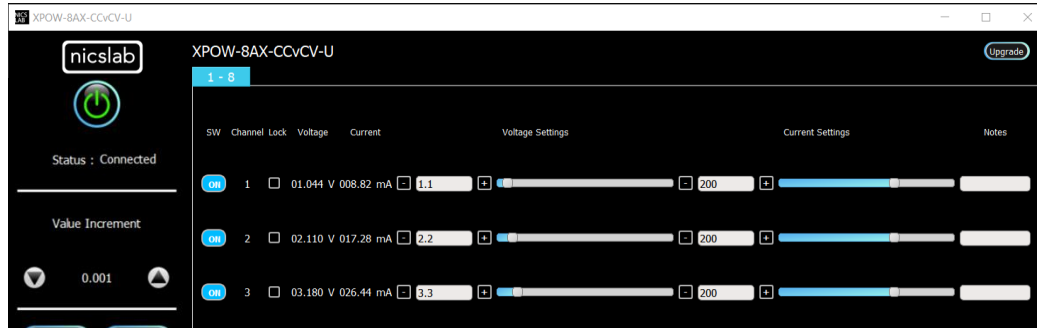 NICS LAB XPOW-8AX-CCvCV-U
nicslab
XPOW-8AX-CCvCV-U
Upgrade
1 - 8
Status : Connected
SW Channel Lock Voltage Current Voltage Settings Current Settings Notes
ON 1 01.044 V 008.82 mA - 1.1 + - 200 +
Value Increment
ON 2 02.110 V 017.28 mA - 2.2 + - 200 +
0.001
ON 3 03.180 V 026.44 mA - 3.3 + - 200 +